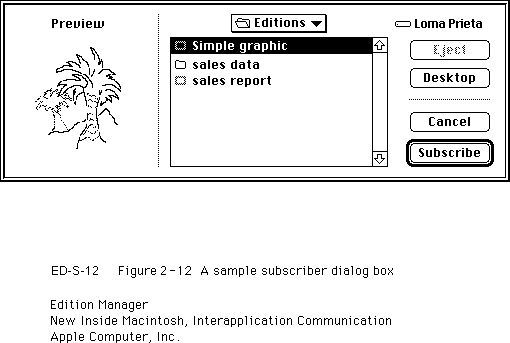 Preview
Editions
Loma Prieta
Simple graphic
sales data
sales report
Eject
Desktop
Cancel
Subscribe
ED-S-12 Figure 2-12 A sample subscriber dialog box
Edition Manager
New Inside Macintosh, Interapplication Communication
Apple Computer, Inc.